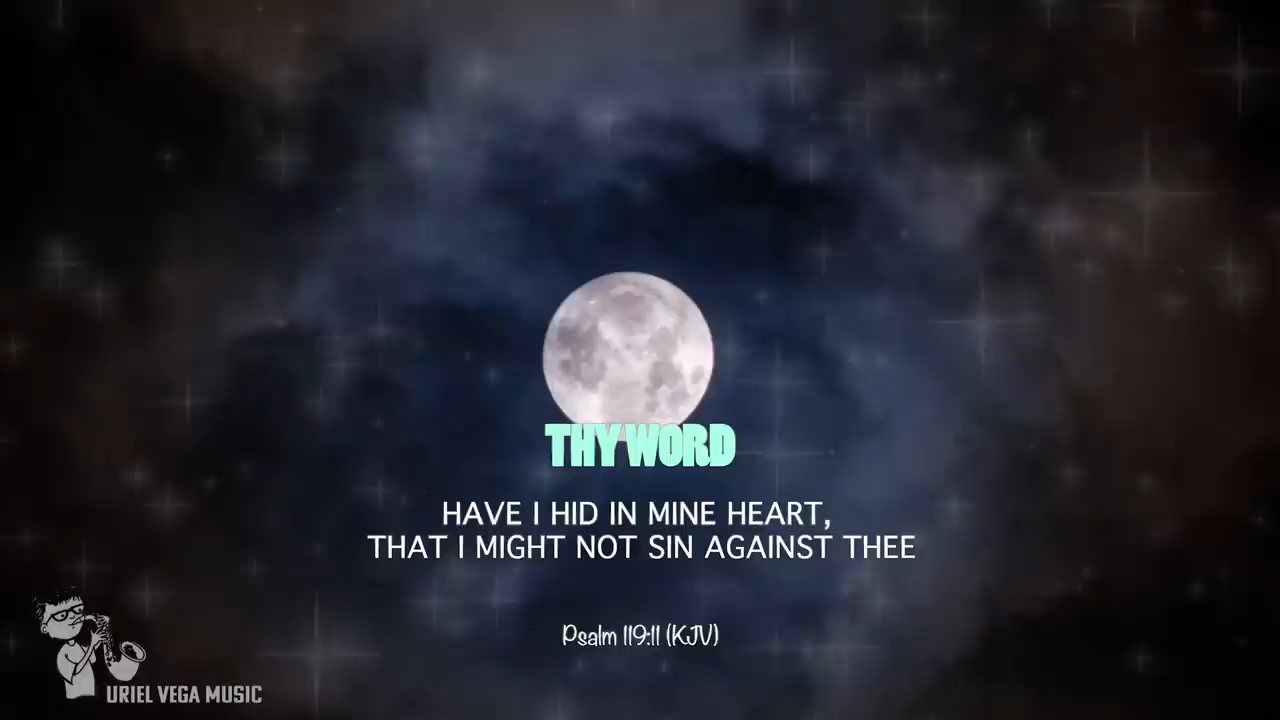 THY WORD
HAVE I HID IN MINE HEART,
THAT I MIGHT NOT SIN AGAINST THEE
Psalm 119:11 (KJV)
URIEL VEGA MUSIC